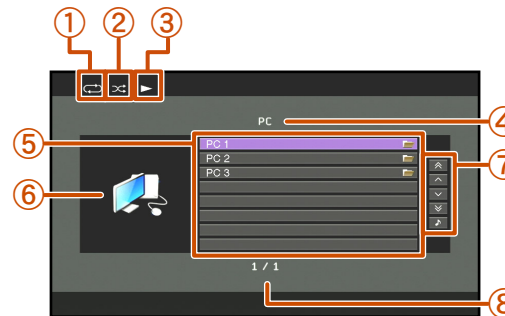 ① ② ③
PC ④
⑤ PC 1
PC 2
⑦
PC 3
⑥
1 / 1
⑧